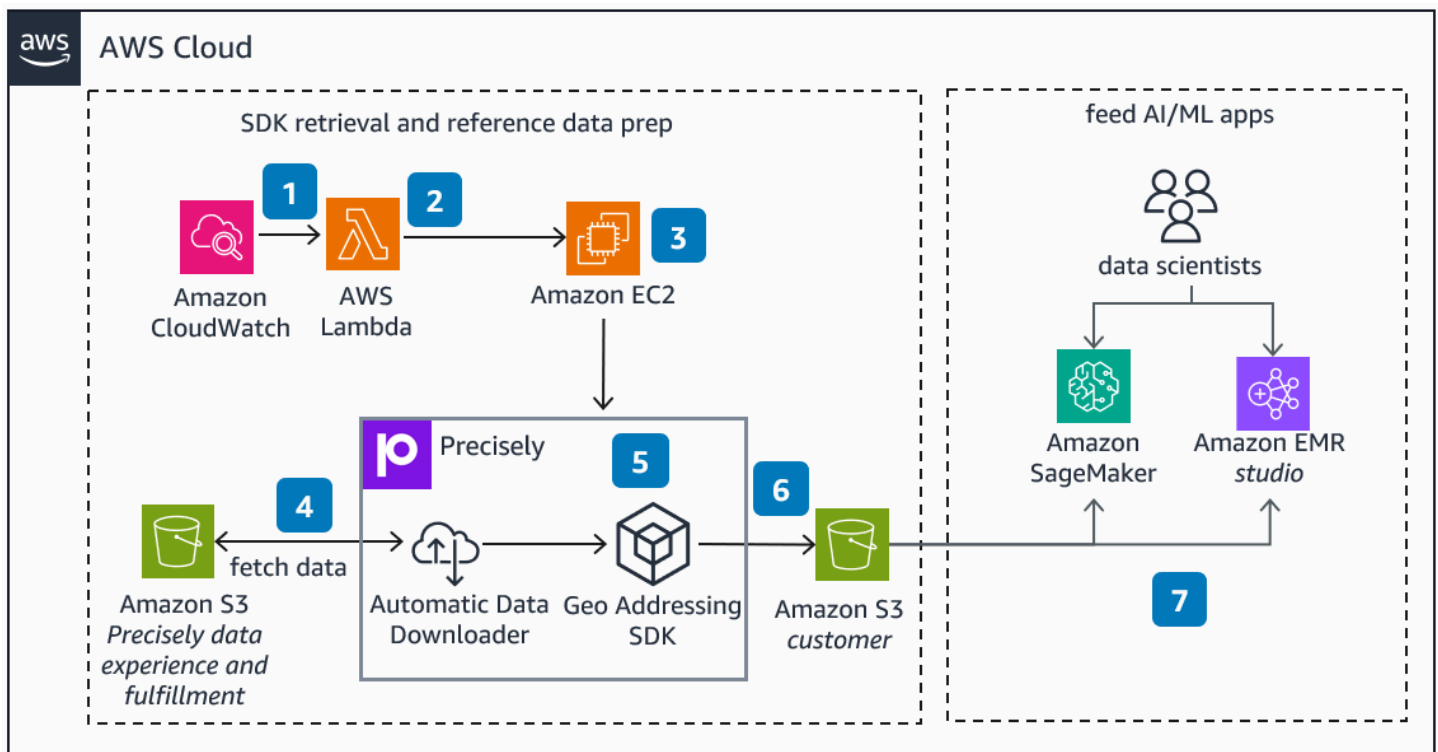 aws
AWS Cloud
SDK retrieval and reference data prep
1
2
3
Amazon
CloudWatch
AWS
Lambda
Amazon EC2
Precisely
4
5
6
fetch data
Amazon S3
Precisely data
experience and
fulfillment
Automatic Data
Downloader
Geo Addressing
SDK
Amazon S3
customer
feed AI/ML apps
data scientists
Amazon
SageMaker
Amazon EMR
studio
7